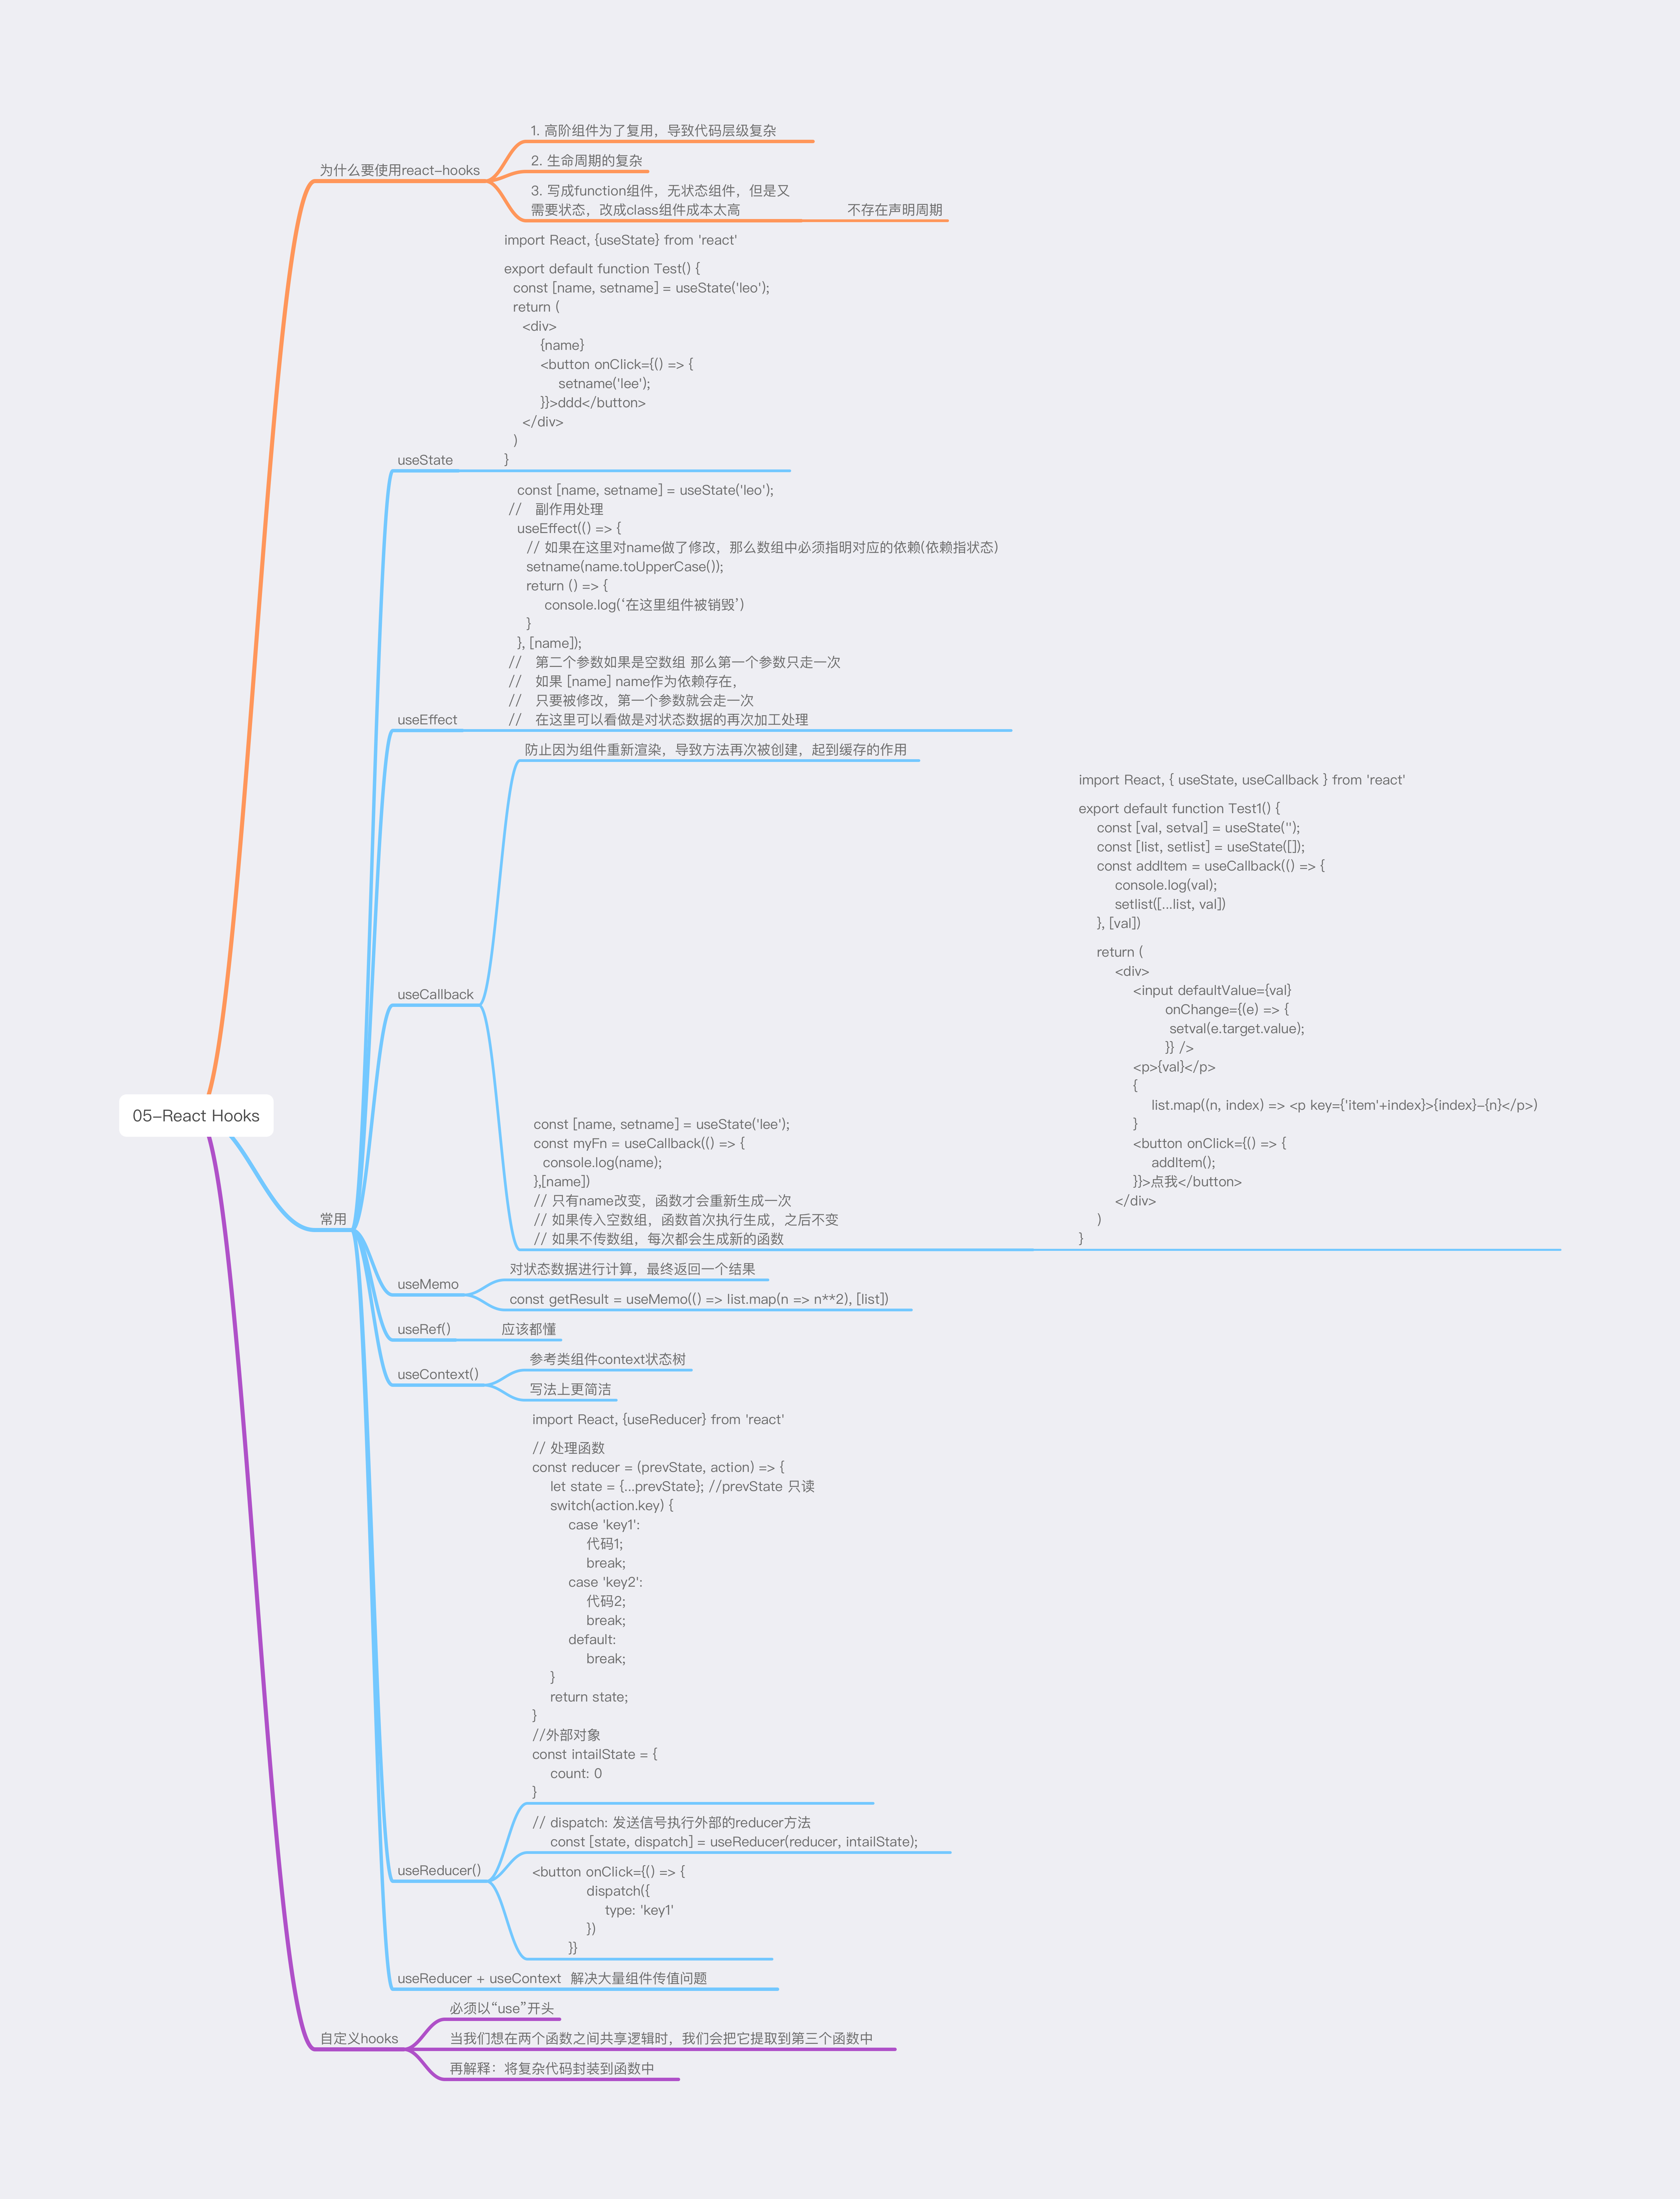 05-React Hooks
为什么要使用react-hooks
1. 高阶组件为了复用，导致代码层级复杂
2. 生命周期的复杂
3. 写成function组件，无状态组件，但是又
需要状态，改成class组件成本太高
不存在声明周期
常用
useState
import React, {useState} from 'react'
export default function Test() {
const [name, setname] = useState('leo');
return (
<div>
{name}
<button onClick={() => {
setname('lee');
}}>ddd</button>
</div>
)
}
useEffect
const [name, setname] = useState('leo');
// 副作用处理
useEffect(() => {
// 如果在这里对name做了修改，那么数组中必须指明对应的依赖(依赖指状态)
setname(name.toUpperCase());
return () => {
console.log(‘在这里组件被销毁’)
}
}, [name]);
// 第二个参数如果是空数组 那么第一个参数只走一次
// 如果 [name] name作为依赖存在，
// 只要被修改，第一个参数就会走一次
// 在这里可以看做是对状态数据的再次加工处理
useCallback
防止因为组件重新渲染，导致方法再次被创建，起到缓存的作用
const [name, setname] = useState('lee');
const myFn = useCallback(() => {
console.log(name);
},[name])
// 只有name改变，函数才会重新生成一次
// 如果传入空数组，函数首次执行生成，之后不变
// 如果不传数组，每次都会生成新的函数
import React, { useState, useCallback } from 'react'
export default function Test1() {
const [val, setval] = useState('');
const [list, setlist] = useState([]);
const addItem = useCallback(() => {
console.log(val);
setlist([...list, val])
}, [val])
return (
<div>
<input defaultValue={val}
onChange={(e) => {
setval(e.target.value);
}} />
<p>{val}</p>
{
list.map((n, index) => <p key={'item'+index}>{index}-{n}</p>)
}
<button onClick={() => {
addItem();
}}>点我</button>
</div>
)
}
useMemo
对状态数据进行计算，最终返回一个结果
const getResult = useMemo(() => list.map(n => n**2), [list])
useRef()
应该都懂
useContext()
参考类组件context状态树
写法上更简洁
useReducer()
import React, {useReducer} from 'react'
// 处理函数
const reducer = (prevState, action) => {
let state = {...prevState}; //prevState 只读
switch(action.key) {
case 'key1':
代码1;
break;
case 'key2':
代码2;
break;
default:
break;
}
return state;
}
//外部对象
const intailState = {
count: 0
}
// dispatch: 发送信号执行外部的reducer方法
const [state, dispatch] = useReducer(reducer, intailState);
<button onClick={() => {
dispatch({
type: 'key1'
})
}}
useReducer + useContext 解决大量组件传值问题
自定义hooks
必须以“use”开头
当我们想在两个函数之间共享逻辑时，我们会把它提取到第三个函数中
再解释：将复杂代码封装到函数中